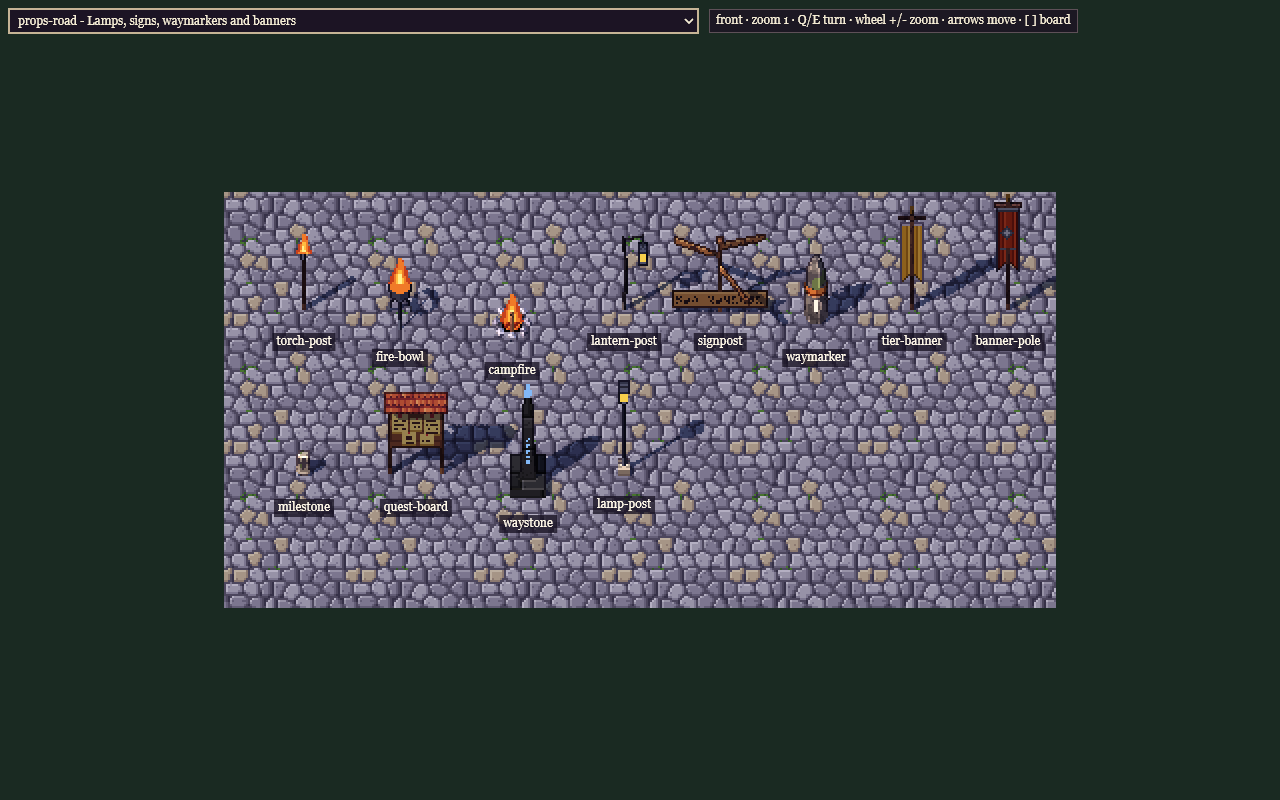 props-road - Lamps, signs, waymarkers and banners
front · zoom 1 · Q/E turn · wheel +/- zoom · arrows move · [ ] board
torch-post
fire-bowl
campfire
lantern-post
signpost
waymarker
tier-banner
banner-pole
milestone
quest-board
waystone
lamp-post